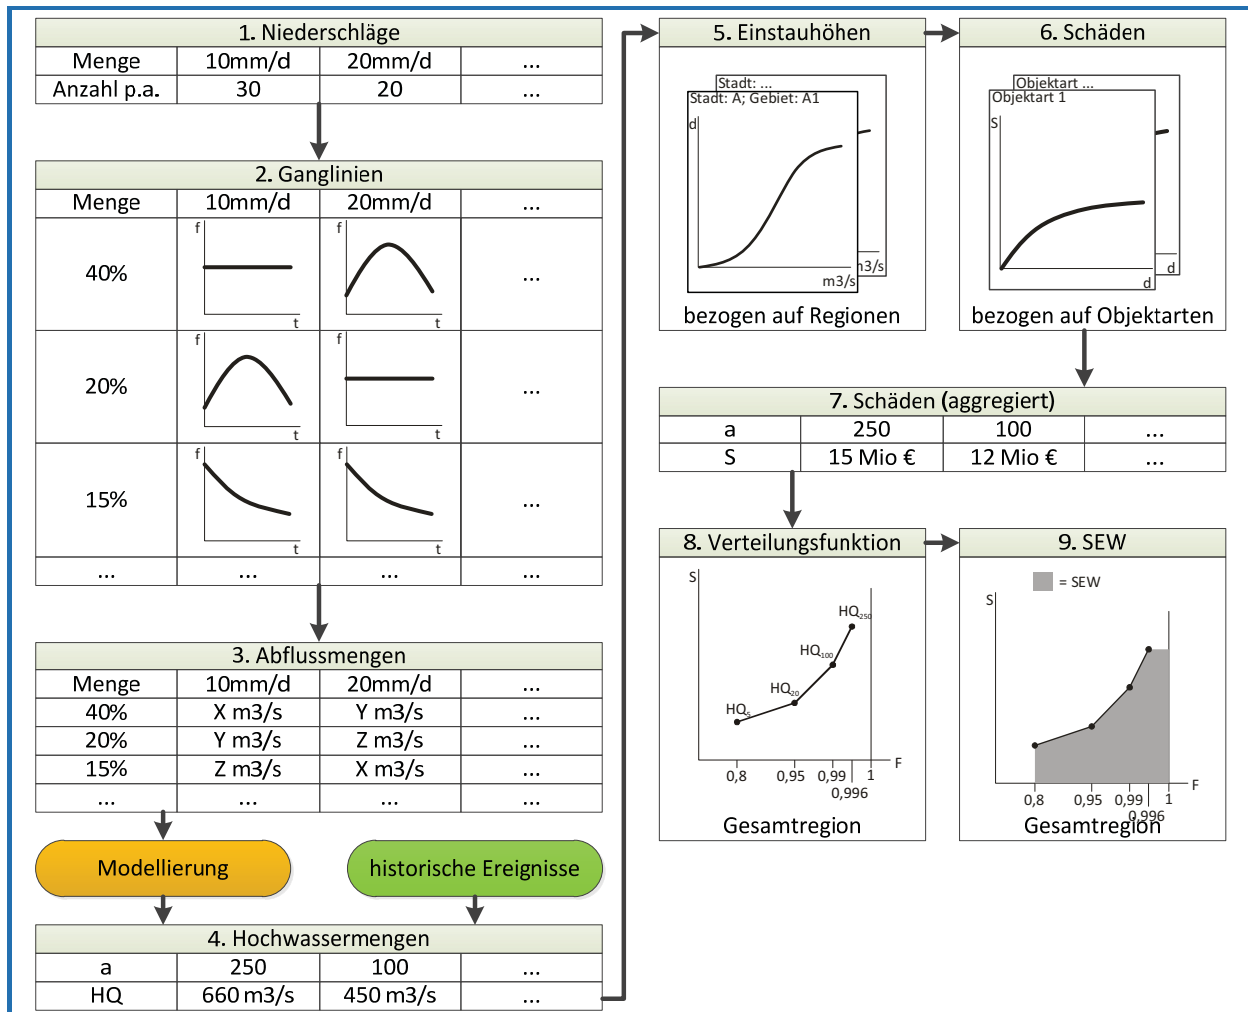 1. Niederschläge
Menge 10mm/d 20mm/d ...
Anzahl p.a. 30 20 ...
2. Ganglinien
Menge 10mm/d 20mm/d ...
f f
40% ...
t t
f f
20% ...
t t
f f
15% ...
t t
... ... ... ...
3. Abflussmengen
Menge 10mm/d 20mm/d ...
40% X m3/s Y m3/s ...
20% Y m3/s Z m3/s ...
15% Z m3/s X m3/s ...
... ... ... ...
Modellierung
historische Ereignisse
4. Hochwassermengen
a 250 100 ...
HQ 660 m3/s 450 m3/s ...
5. Einstauhöhen
Stadt: ...
Stadt: A; Gebiet: A1
d
m3/s
m3/s
bezogen auf Regionen
6. Schäden
Objektart ...
Objektart 1
S
d
d
bezogen auf Objektarten
7. Schäden (aggregiert)
a 250 100 ...
S 15 Mio € 12 Mio € ...
8. Verteilungsfunktion
S
HQ250
HQ100
HQ20
HQ5
F
0,8 0,95 0,99 1
0,996
Gesamtregion
9. SEW
= SEW
S
F
0,8 0,95 0,99 1
0,996
Gesamtregion